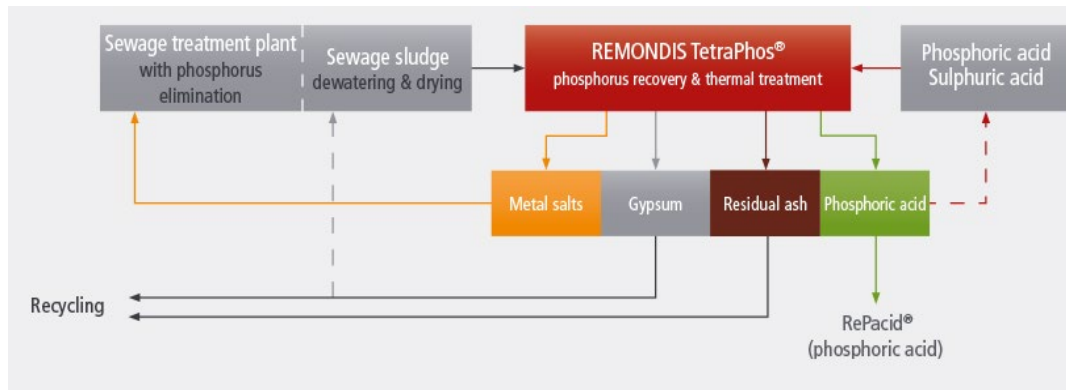 Sewage treatment plant
with phosphorus
elimination
Sewage sludge
dewatering & drying
REMONDIS TetraPhos®
phosphorus recovery & thermal treatment
Phosphoric acid
Sulphuric acid
Metal salts
Gypsum
Residual ash
Phosphoric acid
Recycling
RePacid®
(phosphoric acid)